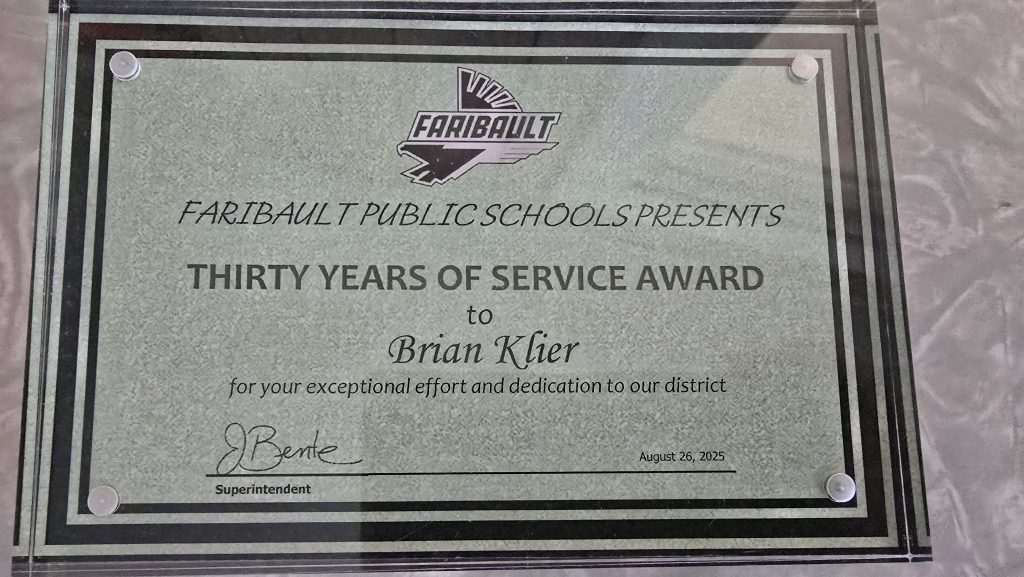 FARIBAULT
FARIBAULT PUBLIC SCHOOLS PRESENTS
THIRTY YEARS OF SERVICE AWARD
to
Brian Klier
for your exceptional effort and dedication to our district
JBente
August 26, 2025
Superintendent